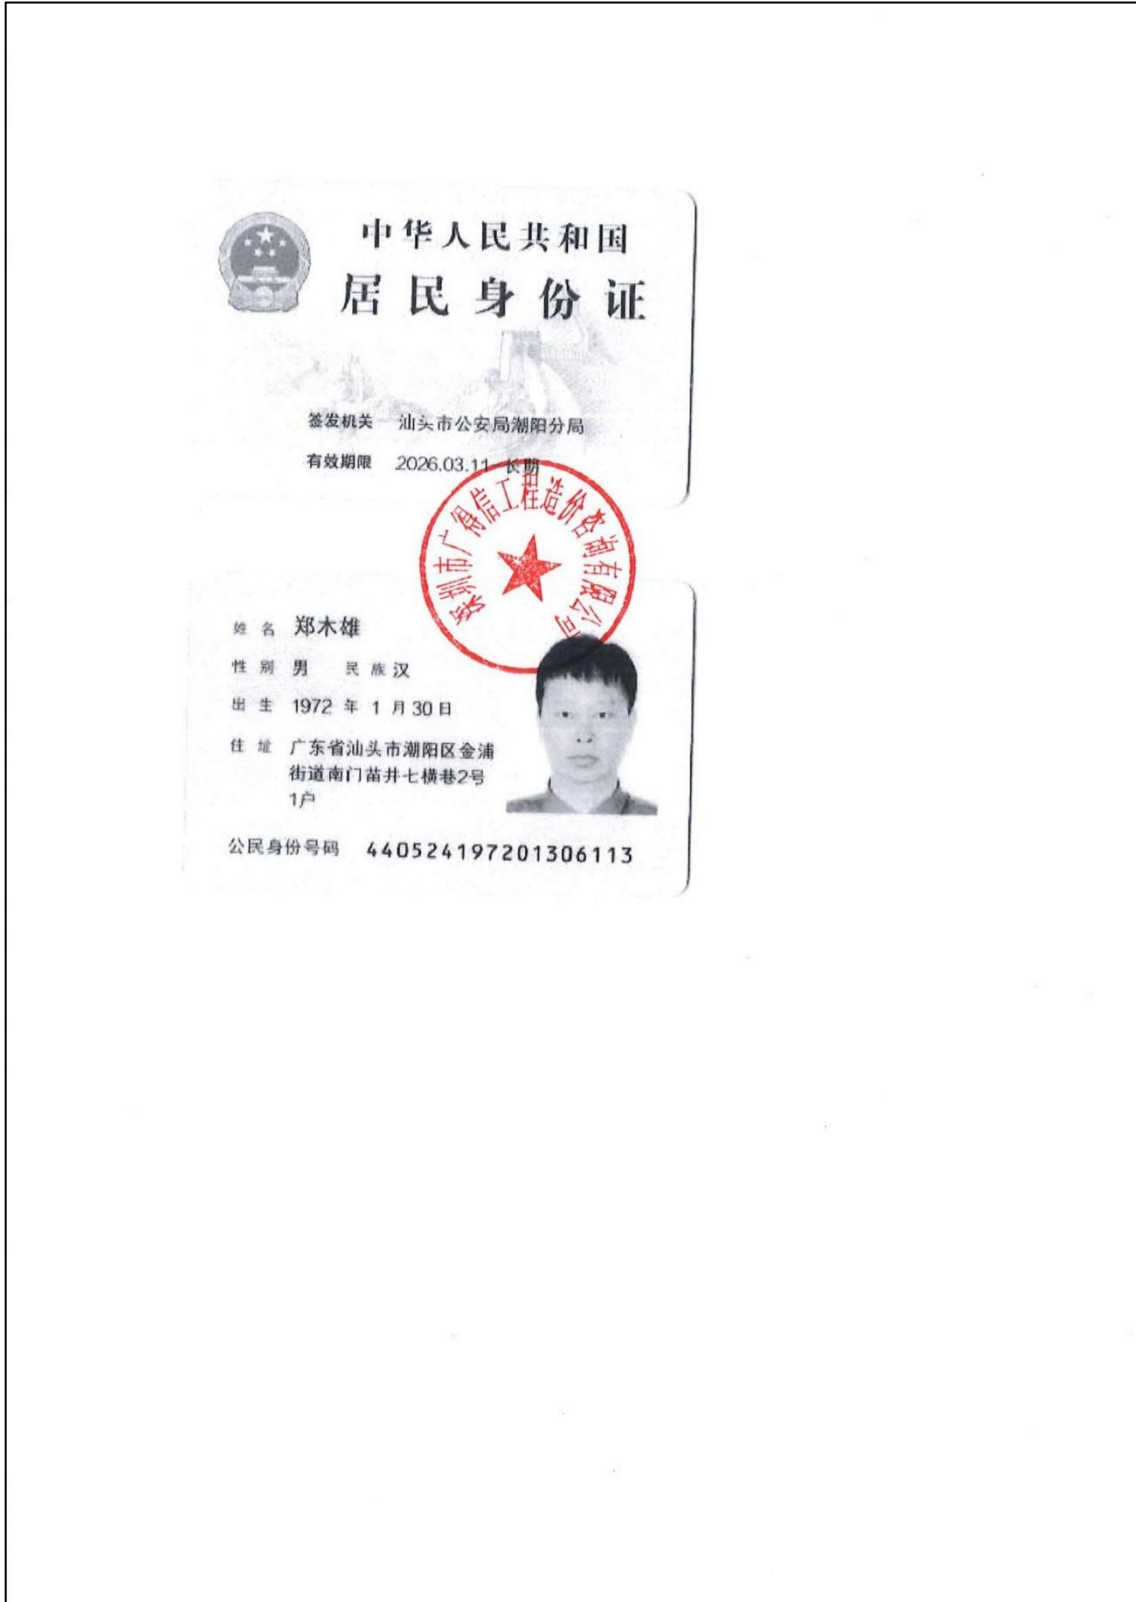 中华人民共和国
居民身份证
签发机关 汕头市公安局潮阳分局
有效期限 2026.03.11-长期
深圳市广得信工程造价咨询有限公司
姓名 郑木雄
性别 男 民族 汉
出生 1972 年 1 月 30 日
住址 广东省汕头市潮阳区金浦
街道南门苗井七横巷2号
1户
公民身份号码 440524197201306113